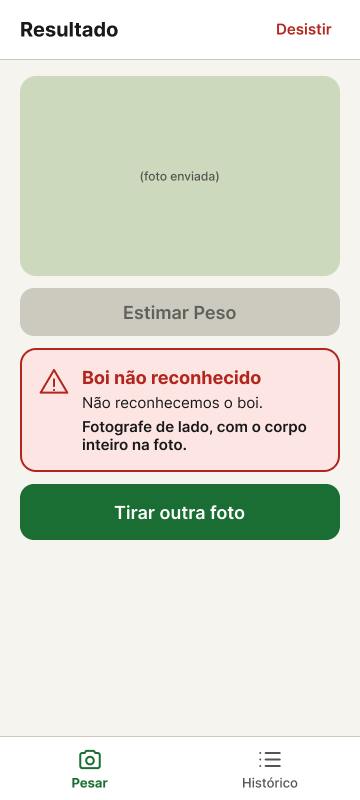 Resultado
Desistir
(foto enviada)
Estimar Peso
Boi não reconhecido
Não reconhecemos o boi.
Fotografe de lado, com o corpo
inteiro na foto.
Tirar outra foto
Pesar
Histórico